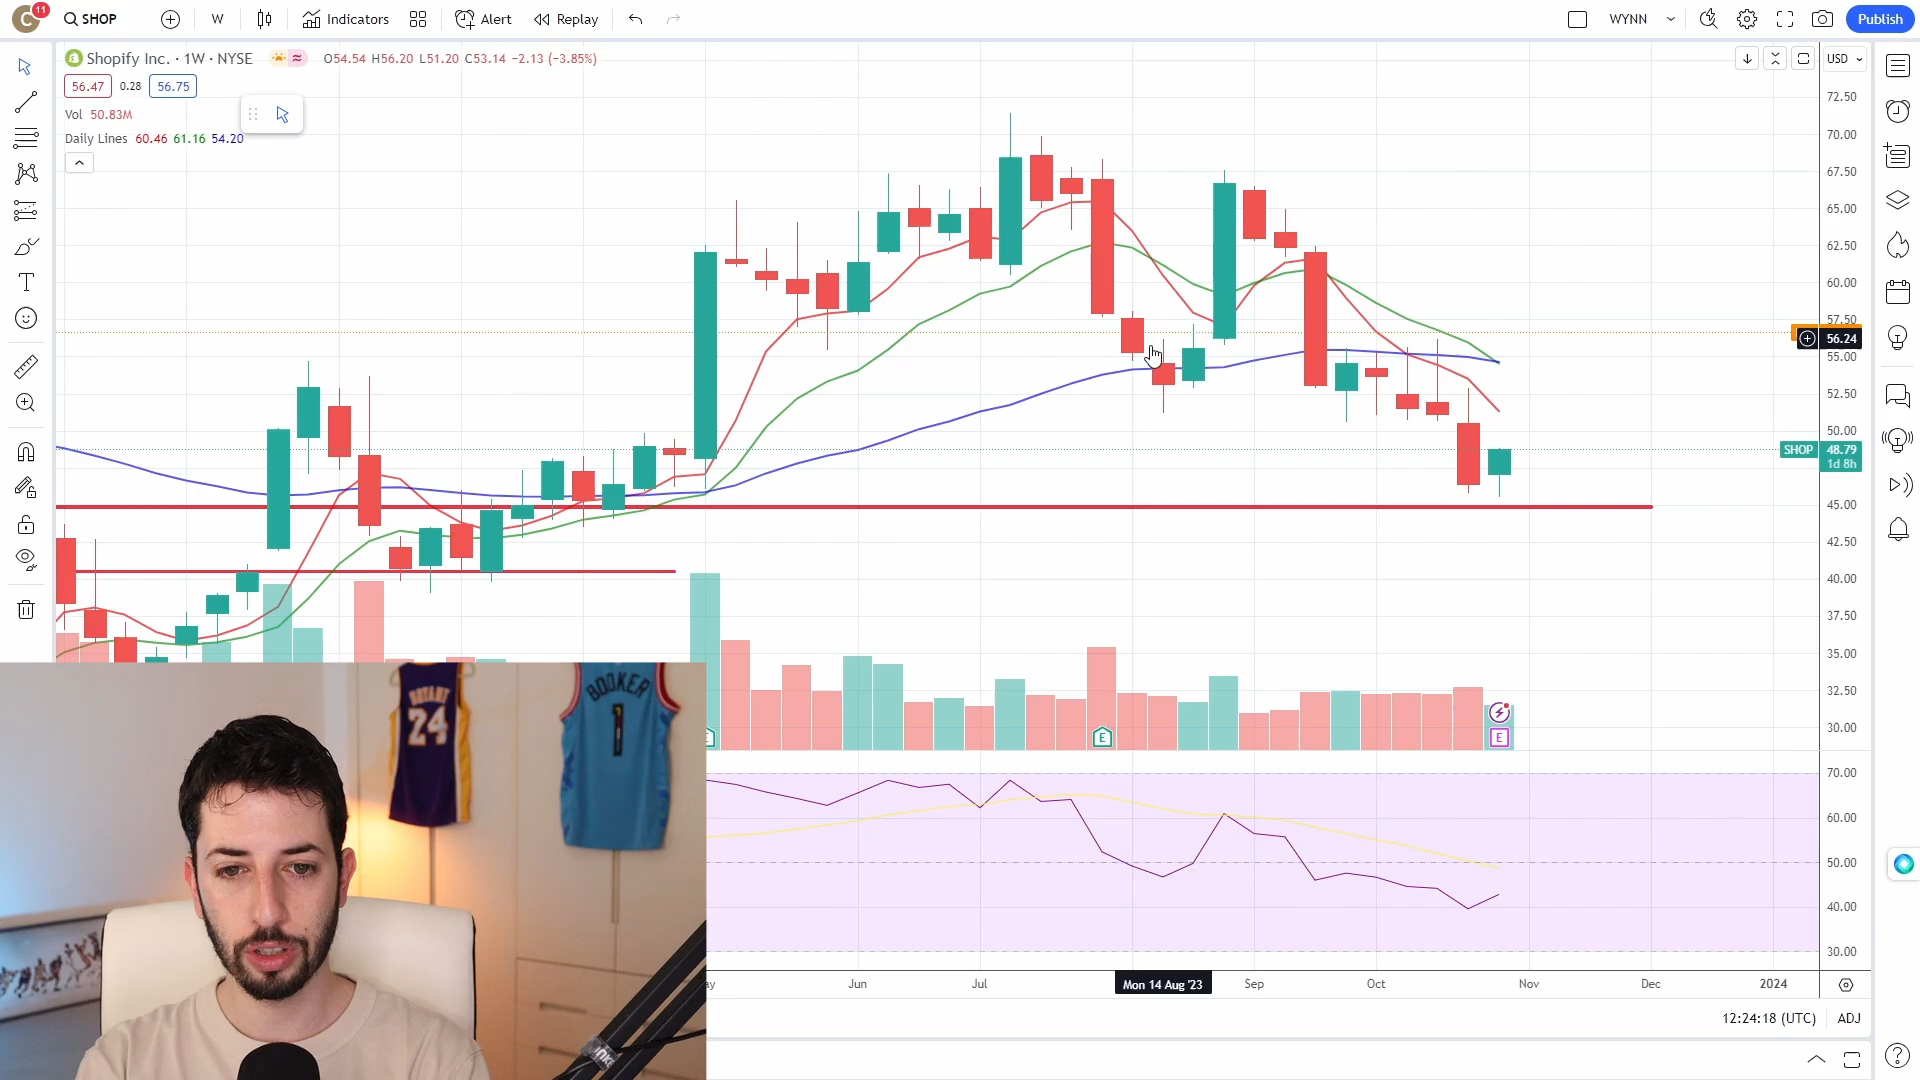 C 11 SHOP W Indicators Alert Replay WYNN Publish
Shopify Inc. · 1W · NYSE ≈ O54.54 H56.20 L51.20 C53.14 −2.13 (−3.85%) USD
56.47 0.28 56.75
Vol 50.83M
Daily Lines 60.46 61.16 54.20
72.50
70.00
67.50
65.00
62.50
60.00
57.50
56.24
55.00
52.50
50.00
SHOP 48.79
1d 8h
45.00
42.50
40.00
37.50
35.00
32.50
30.00
E E E
70.00
60.00
50.00
40.00
30.00
ay Jun Jul Mon 14 Aug '23 Sep Oct Nov Dec 2024
12:24:18 (UTC) ADJ
BRYANT
24
BOOKER
1